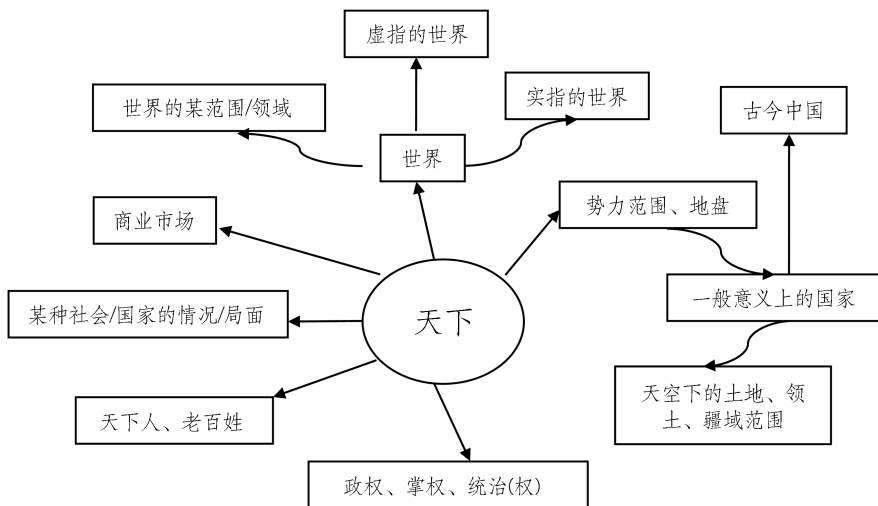 虚指的世界
世界的某范围/领域
实指的世界
古今中国
世界
势力范围、地盘
商业市场
一般意义上的国家
某种社会/国家的情况/局面
天下
天空下的土地、领
土、疆域范围
天下人、老百姓
政权、掌权、统治(权)